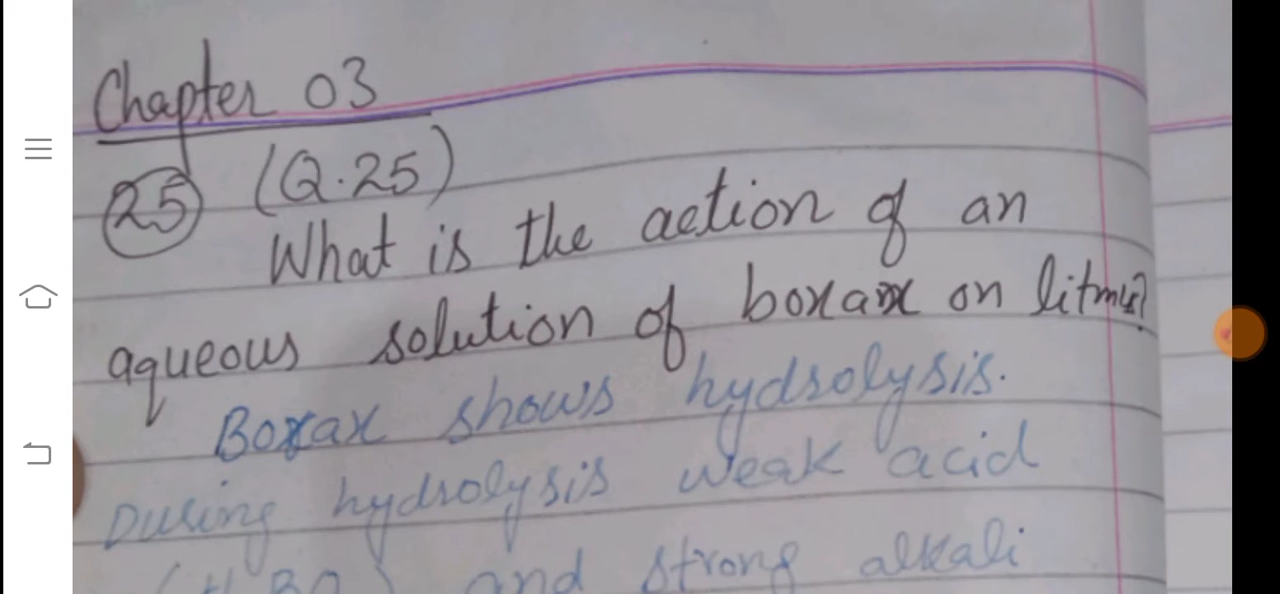 Chapter 03
25 (Q.25)
What is the action of an
aqueous solution of borax on litmus?
Borax shows hydrolysis.
During hydrolysis weak acid
and strong alkali